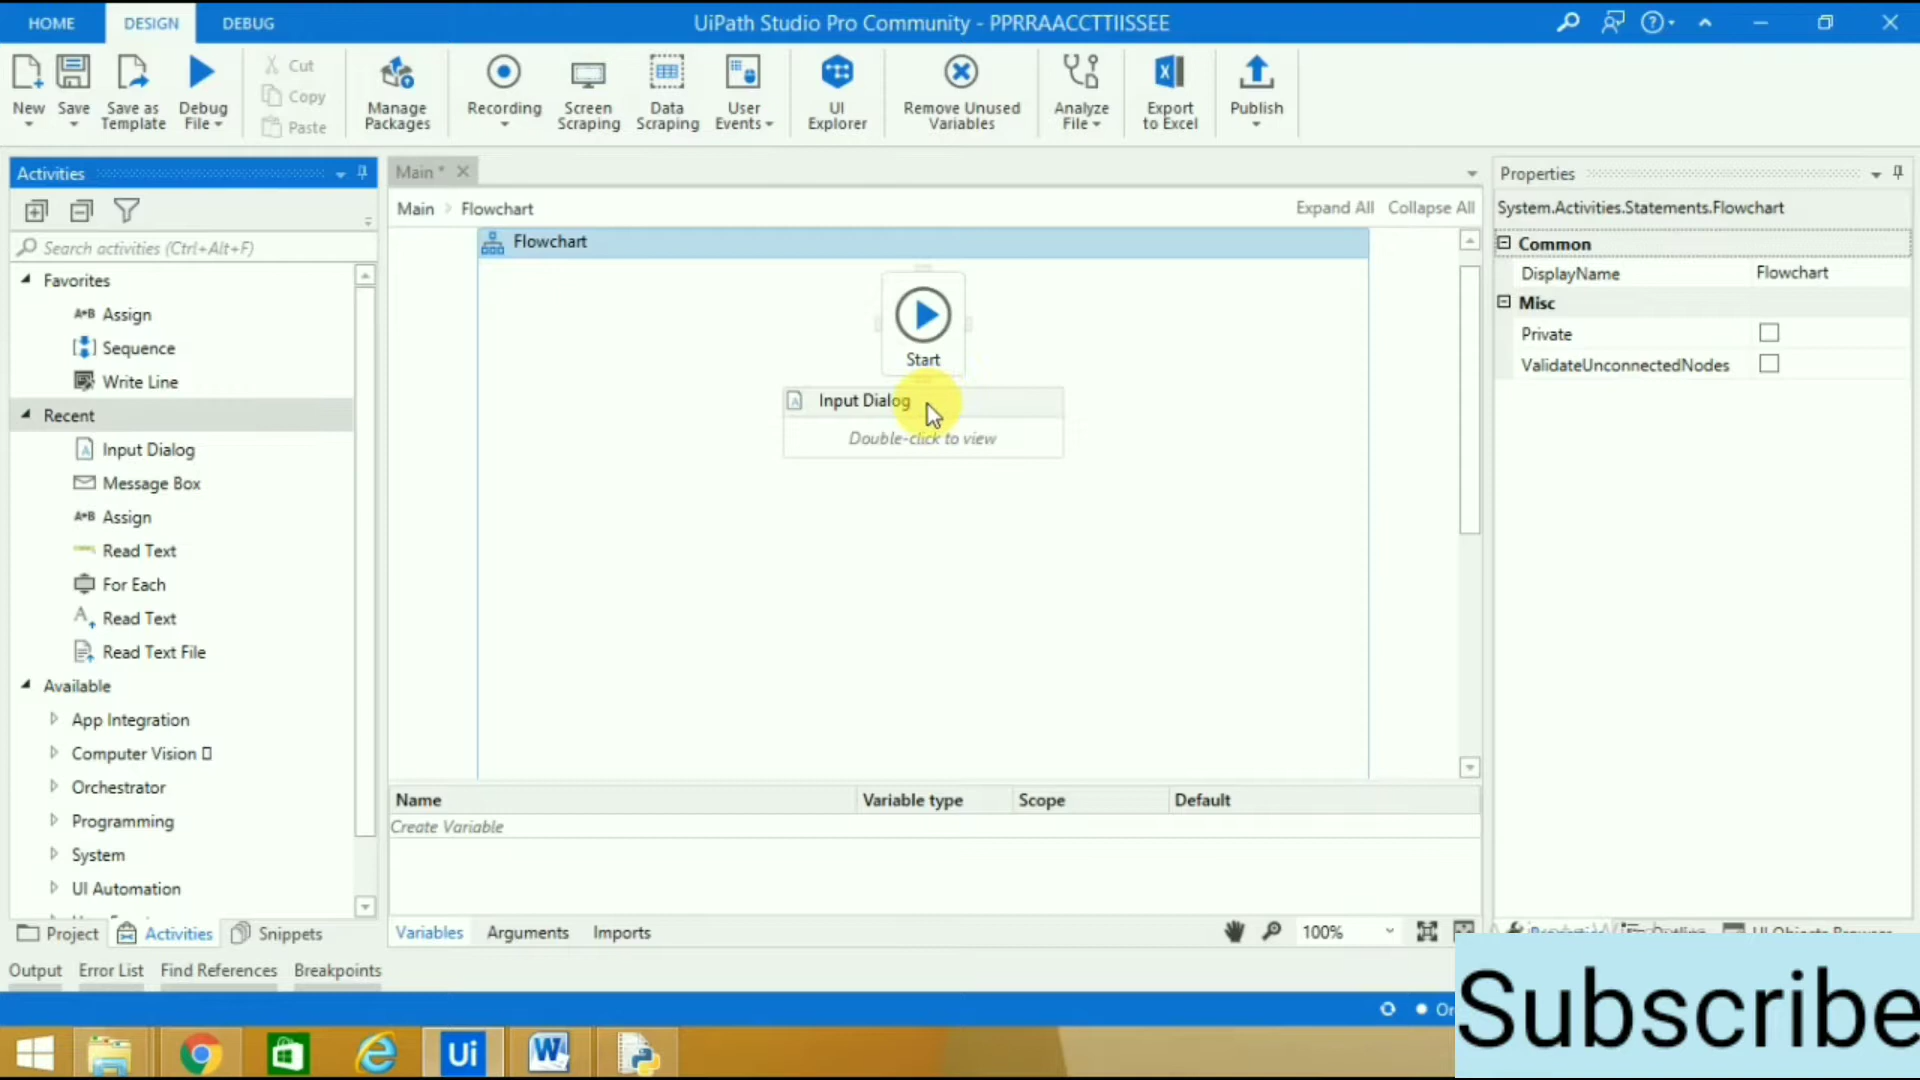 HOME DESIGN DEBUG UiPath Studio Pro Community - PPRRAACCTTIISSEE
New Save Save as Template Debug File Cut Copy Paste Manage Packages Recording Screen Scraping Data Scraping User Events UI Explorer Remove Unused Variables Analyze File Export to Excel Publish
Activities
Search activities (Ctrl+Alt+F)
Favorites
A+B Assign
Sequence
Write Line
Recent
Input Dialog
Message Box
A+B Assign
Read Text
For Each
Read Text
Read Text File
Available
App Integration
Computer Vision
Orchestrator
Programming
System
UI Automation
Project Activities Snippets
Main *
Main > Flowchart Expand All Collapse All
Flowchart
Start
Input Dialog
Double-click to view
Name Variable type Scope Default
Create Variable
Variables Arguments Imports 100%
Properties
System.Activities.Statements.Flowchart
Common
DisplayName Flowchart
Misc
Private
ValidateUnconnectedNodes
Output Error List Find References Breakpoints
Subscribe
Ui